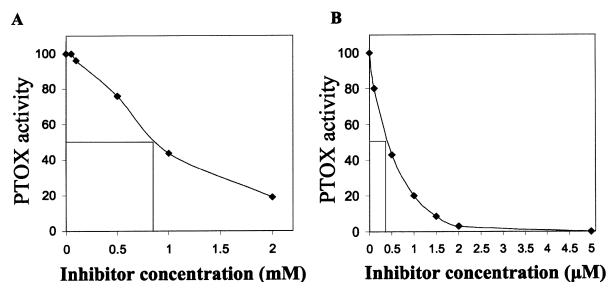 A
PTOX activity
120
100
80
60
40
20
0
0 0.5 1 1.5 2
Inhibitor concentration (mM)
B
PTOX activity
120
100
80
60
40
20
0
0 0.5 1 1.5 2 2.5 3 3.5 4 4.5 5
Inhibitor concentration (µM)